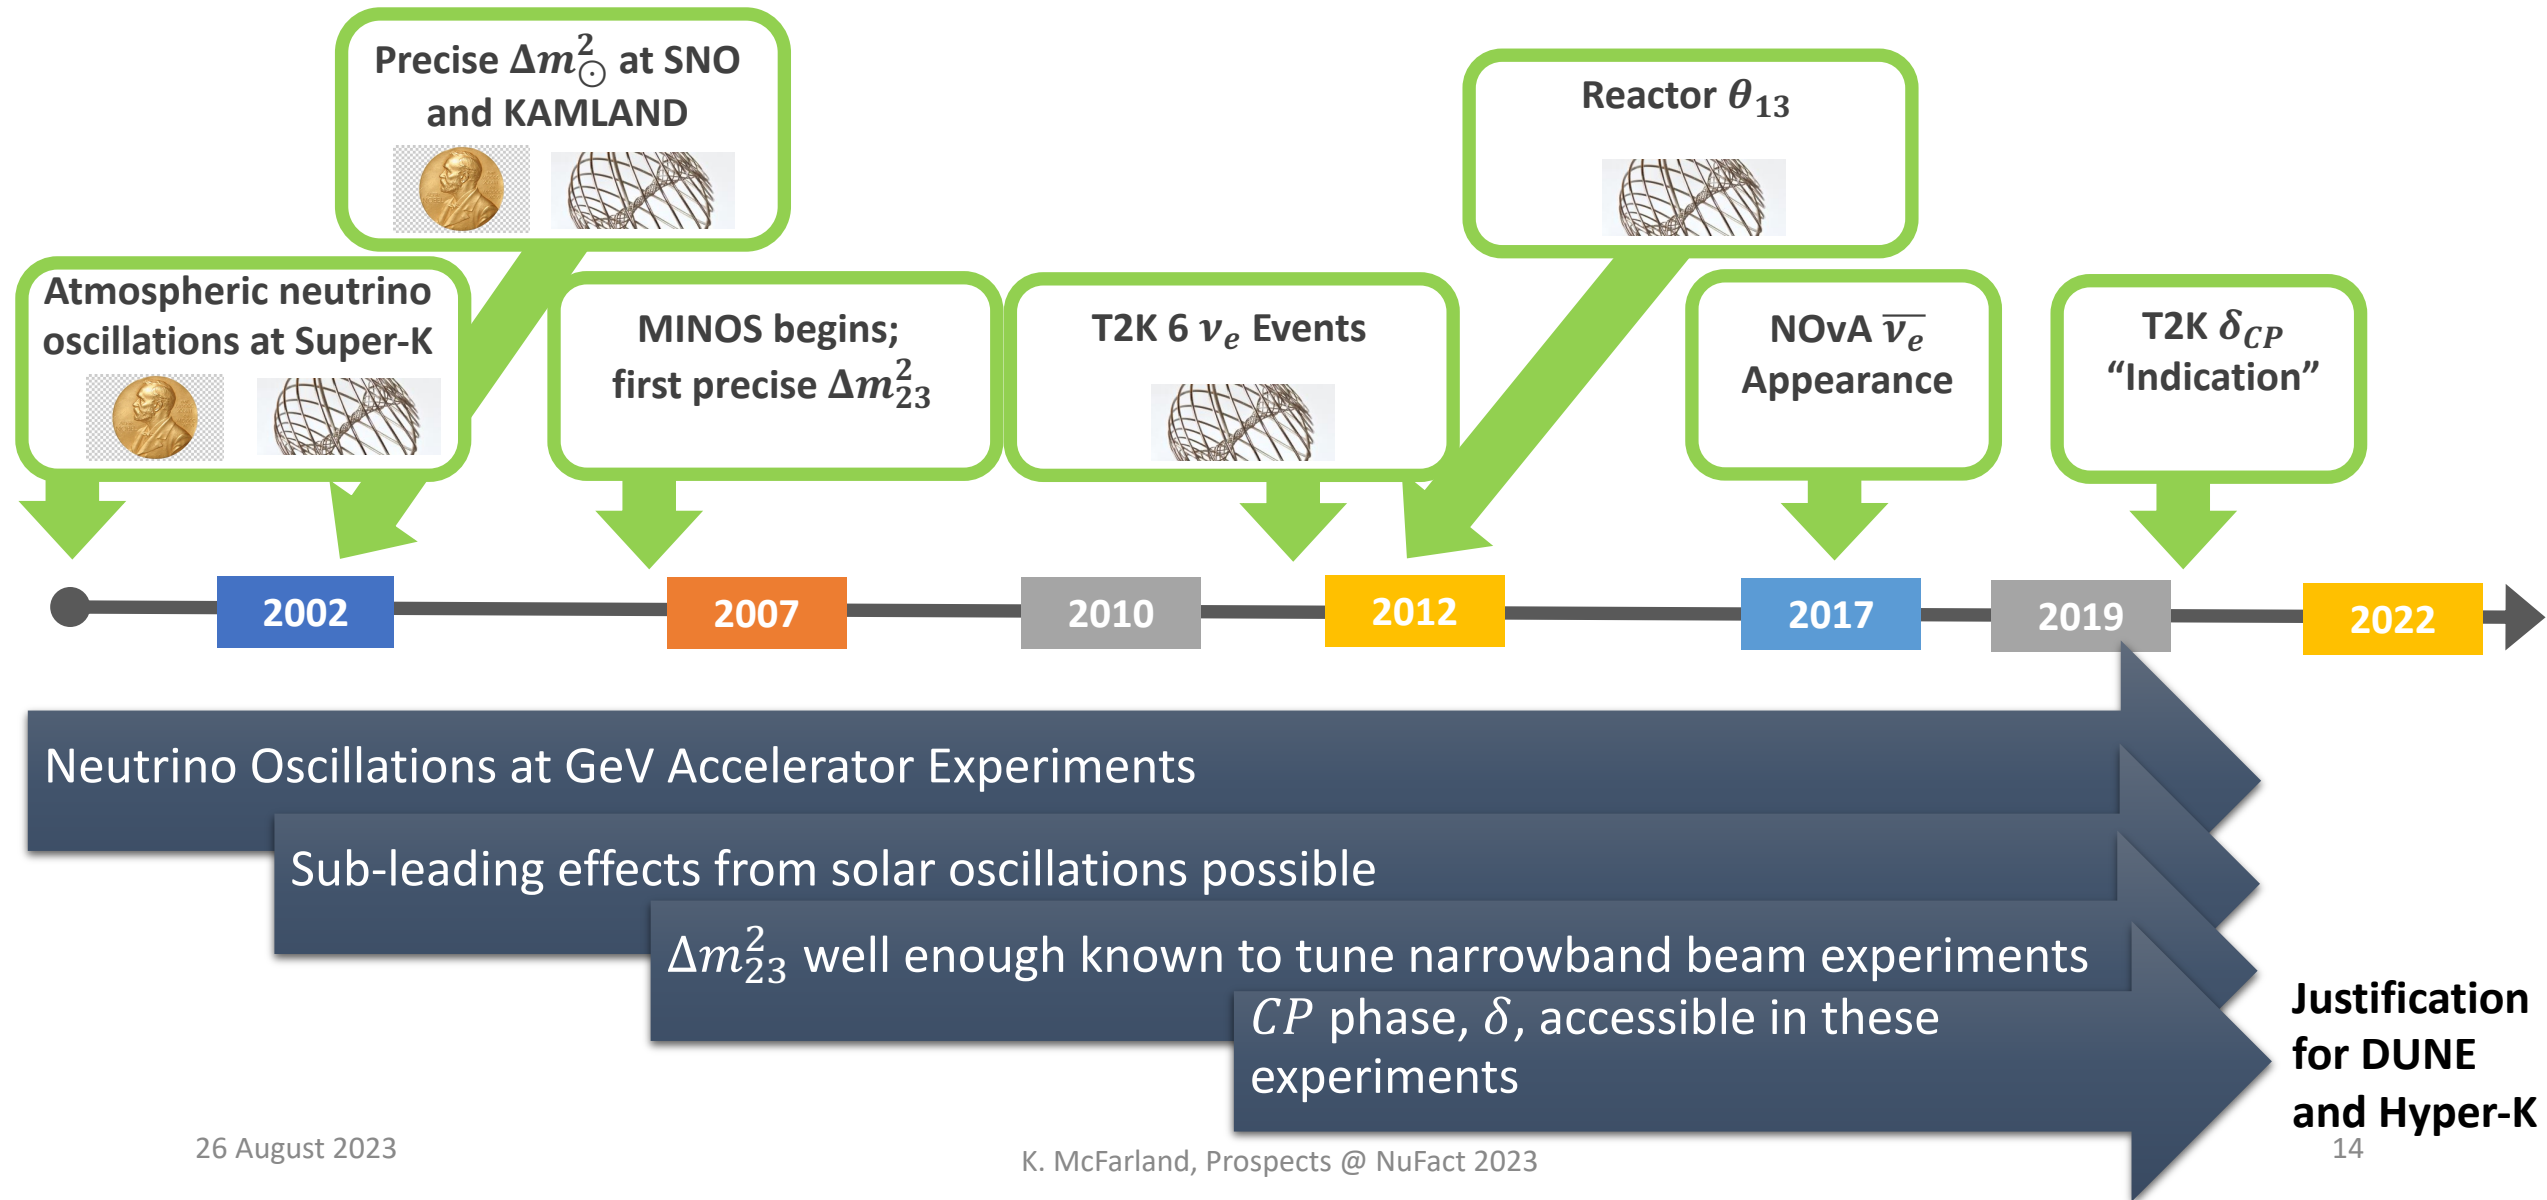 Precise Δm²⊙ at SNO
and KAMLAND
Reactor θ₁₃
Atmospheric neutrino
oscillations at Super-K
MINOS begins;
first precise Δm²₂₃
T2K 6 νₑ Events
NOvA ν̅ₑ
Appearance
T2K δ_CP
“Indication”
2002
2007
2010
2012
2017
2019
2022
Neutrino Oscillations at GeV Accelerator Experiments
Sub-leading effects from solar oscillations possible
Δm²₂₃ well enough known to tune narrowband beam experiments
CP phase, δ, accessible in these
experiments
Justification
for DUNE
and Hyper-K
26 August 2023
K. McFarland, Prospects @ NuFact 2023
14